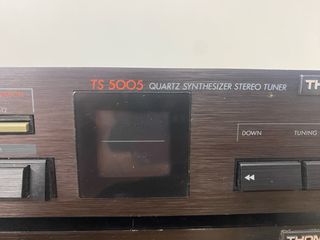 TS 5005 QUARTZ SYNTHESIZER STEREO TUNER
DOWN TUNING